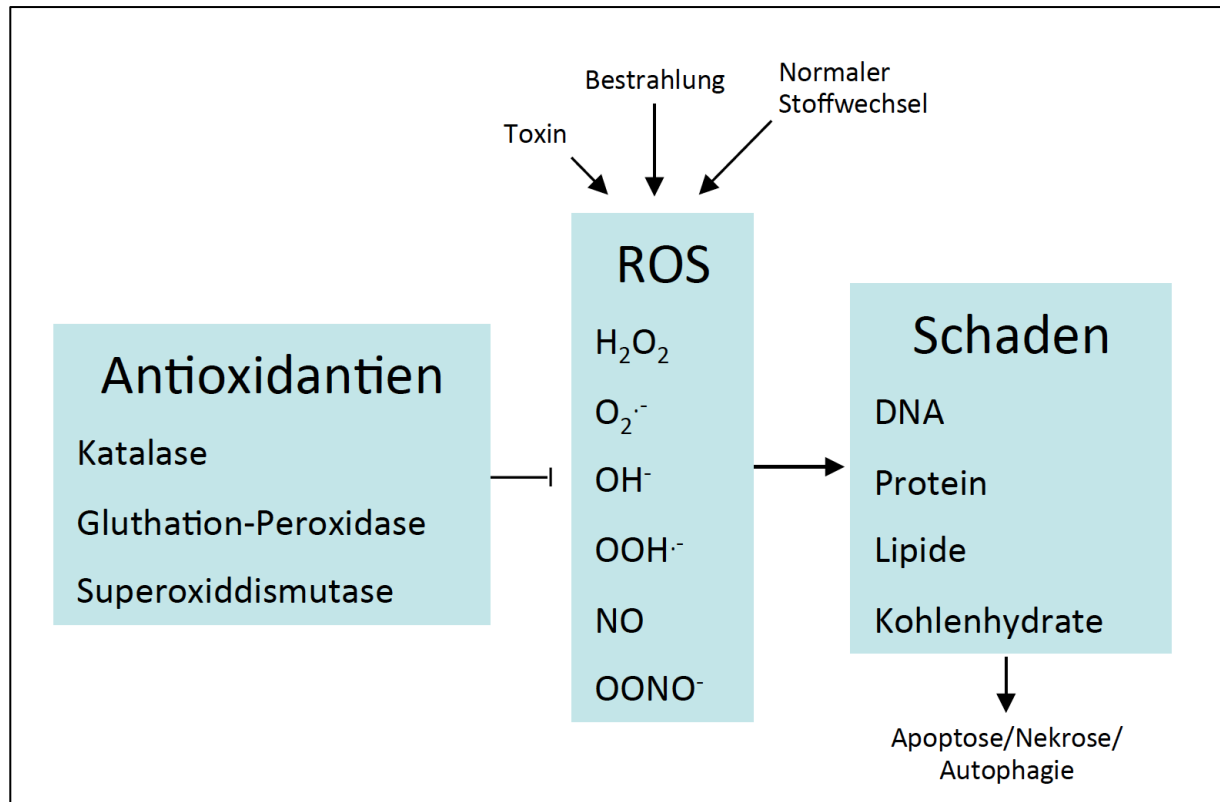 Bestrahlung
Normaler
Stoffwechsel
Toxin
Antioxidantien
Katalase
Gluthation-Peroxidase
Superoxiddismutase
ROS
H₂O₂
O₂·⁻
OH⁻
OOH·⁻
NO
OONO⁻
Schaden
DNA
Protein
Lipide
Kohlenhydrate
Apoptose/Nekrose/
Autophagie